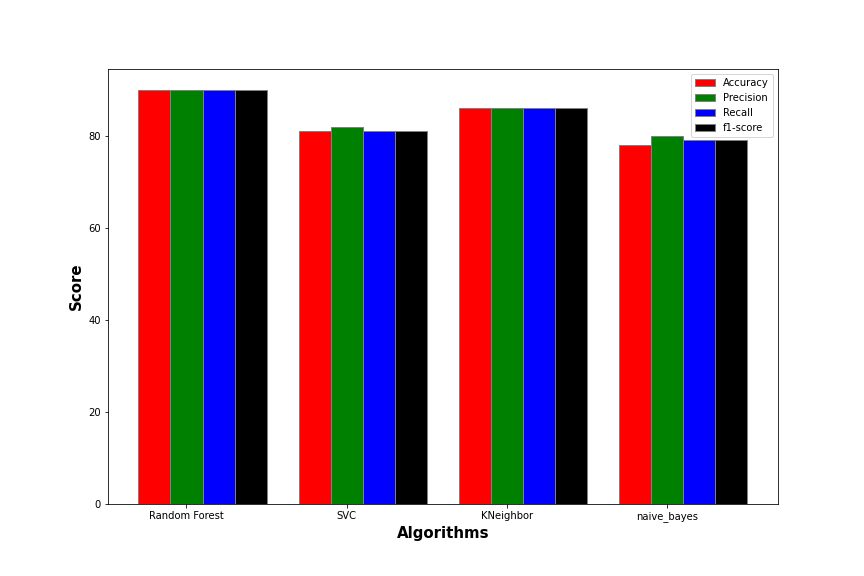 Accuracy
Precision
Recall
f1-score
80
60
40
20
0
Score
Random Forest
SVC
KNeighbor
naive_bayes
Algorithms